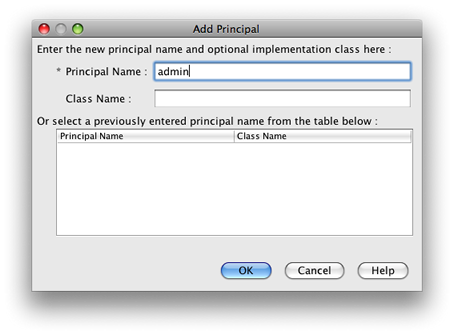 Add Principal
Enter the new principal name and optional implementation class here :
* Principal Name : admin
Class Name :
Or select a previously entered principal name from the table below :
Principal Name Class Name
OK Cancel Help